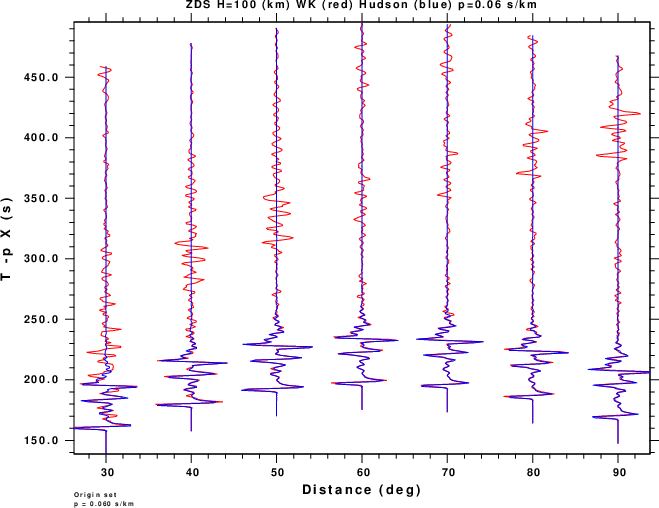 ZDS H=100 (km) WK (red) Hudson (blue) p=0.06 s/km
450.0
400.0
350.0
300.0
250.0
200.0
150.0
T-p X (s)
30 40 50 60 70 80 90
Distance (deg)
Origin set
p = 0.060 s/km